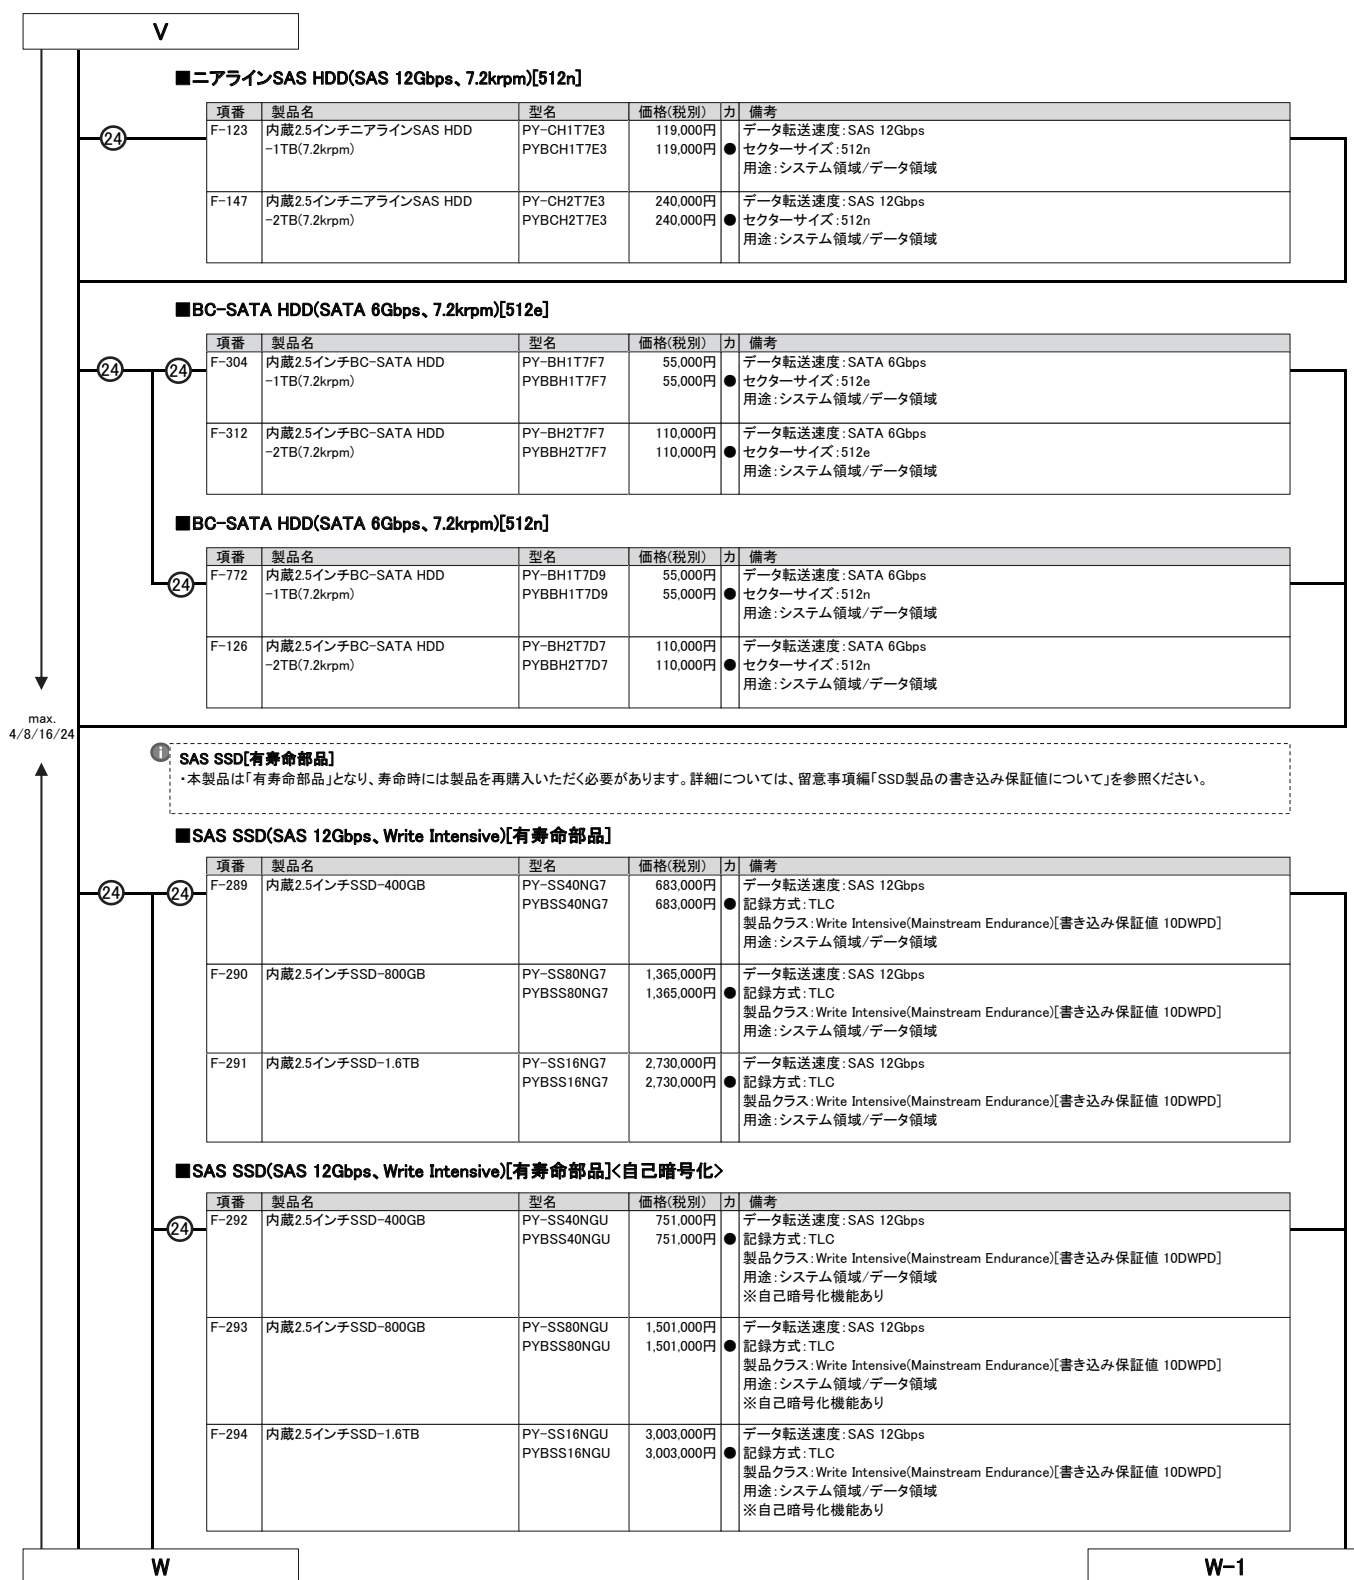 V
■ニアラインSAS HDD(SAS 12Gbps、7.2krpm)[512n]
項番 製品名 型名 価格(税別) カ 備考
F-123 内蔵2.5インチニアラインSAS HDD PY-CH1T7E3 119,000円 データ転送速度:SAS 12Gbps
24 -1TB(7.2krpm) PYBCH1T7E3 119,000円 ● セクターサイズ:512n
用途:システム領域/データ領域
F-147 内蔵2.5インチニアラインSAS HDD PY-CH2T7E3 240,000円 データ転送速度:SAS 12Gbps
-2TB(7.2krpm) PYBCH2T7E3 240,000円 ● セクターサイズ:512n
用途:システム領域/データ領域
■BC-SATA HDD(SATA 6Gbps、7.2krpm)[512e]
項番 製品名 型名 価格(税別) カ 備考
24 24 F-304 内蔵2.5インチBC-SATA HDD PY-BH1T7F7 55,000円 データ転送速度:SATA 6Gbps
-1TB(7.2krpm) PYBBH1T7F7 55,000円 ● セクターサイズ:512e
用途:システム領域/データ領域
F-312 内蔵2.5インチBC-SATA HDD PY-BH2T7F7 110,000円 データ転送速度:SATA 6Gbps
-2TB(7.2krpm) PYBBH2T7F7 110,000円 ● セクターサイズ:512e
用途:システム領域/データ領域
■BC-SATA HDD(SATA 6Gbps、7.2krpm)[512n]
項番 製品名 型名 価格(税別) カ 備考
24 F-772 内蔵2.5インチBC-SATA HDD PY-BH1T7D9 55,000円 データ転送速度:SATA 6Gbps
-1TB(7.2krpm) PYBBH1T7D9 55,000円 ● セクターサイズ:512n
用途:システム領域/データ領域
F-126 内蔵2.5インチBC-SATA HDD PY-BH2T7D7 110,000円 データ転送速度:SATA 6Gbps
-2TB(7.2krpm) PYBBH2T7D7 110,000円 ● セクターサイズ:512n
用途:システム領域/データ領域
max.
4/8/16/24
i SAS SSD[有寿命部品]
・本製品は「有寿命部品」となり、寿命時には製品を再購入いただく必要があります。詳細については、留意事項編「SSD製品の書き込み保証値について」を参照ください。
■SAS SSD(SAS 12Gbps、Write Intensive)[有寿命部品]
項番 製品名 型名 価格(税別) カ 備考
24 24 F-289 内蔵2.5インチSSD-400GB PY-SS40NG7 683,000円 データ転送速度:SAS 12Gbps
PYBSS40NG7 683,000円 ● 記録方式:TLC
製品クラス:Write Intensive(Mainstream Endurance)[書き込み保証値 10DWPD]
用途:システム領域/データ領域
F-290 内蔵2.5インチSSD-800GB PY-SS80NG7 1,365,000円 データ転送速度:SAS 12Gbps
PYBSS80NG7 1,365,000円 ● 記録方式:TLC
製品クラス:Write Intensive(Mainstream Endurance)[書き込み保証値 10DWPD]
用途:システム領域/データ領域
F-291 内蔵2.5インチSSD-1.6TB PY-SS16NG7 2,730,000円 データ転送速度:SAS 12Gbps
PYBSS16NG7 2,730,000円 ● 記録方式:TLC
製品クラス:Write Intensive(Mainstream Endurance)[書き込み保証値 10DWPD]
用途:システム領域/データ領域
■SAS SSD(SAS 12Gbps、Write Intensive)[有寿命部品]<自己暗号化>
項番 製品名 型名 価格(税別) カ 備考
24 F-292 内蔵2.5インチSSD-400GB PY-SS40NGU 751,000円 データ転送速度:SAS 12Gbps
PYBSS40NGU 751,000円 ● 記録方式:TLC
製品クラス:Write Intensive(Mainstream Endurance)[書き込み保証値 10DWPD]
用途:システム領域/データ領域
※自己暗号化機能あり
F-293 内蔵2.5インチSSD-800GB PY-SS80NGU 1,501,000円 データ転送速度:SAS 12Gbps
PYBSS80NGU 1,501,000円 ● 記録方式:TLC
製品クラス:Write Intensive(Mainstream Endurance)[書き込み保証値 10DWPD]
用途:システム領域/データ領域
※自己暗号化機能あり
F-294 内蔵2.5インチSSD-1.6TB PY-SS16NGU 3,003,000円 データ転送速度:SAS 12Gbps
PYBSS16NGU 3,003,000円 ● 記録方式:TLC
製品クラス:Write Intensive(Mainstream Endurance)[書き込み保証値 10DWPD]
用途:システム領域/データ領域
※自己暗号化機能あり
W W-1